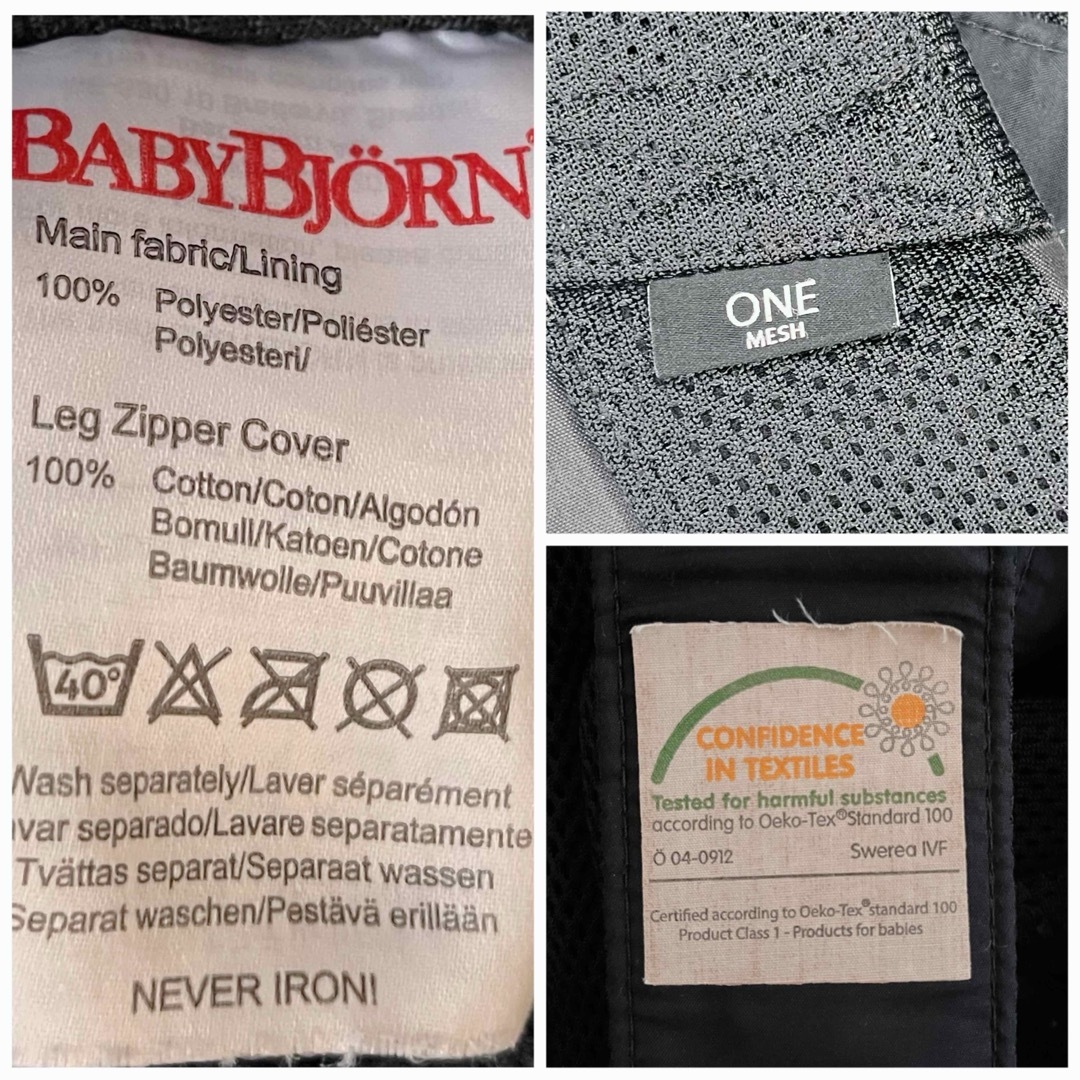 BABYBJÖRN
Main fabric/Lining
100% Polyester/Poliéster
Polyesteri/
Leg Zipper Cover
100% Cotton/Coton/Algodón
Bomull/Katoen/Cotone
Baumwolle/Puuvillaa
40°
Wash separately/Laver séparément
var separado/Lavare separatamente
Tvättas separat/Separaat wassen
Separat waschen/Pestävä erillään
NEVER IRON!
ONE
MESH
CONFIDENCE
IN TEXTILES
Tested for harmful substances
according to Oeko-Tex® Standard 100
Ö 04-0912 Swerea IVF
Certified according to Oeko-Tex® standard 100
Product Class 1 - Products for babies